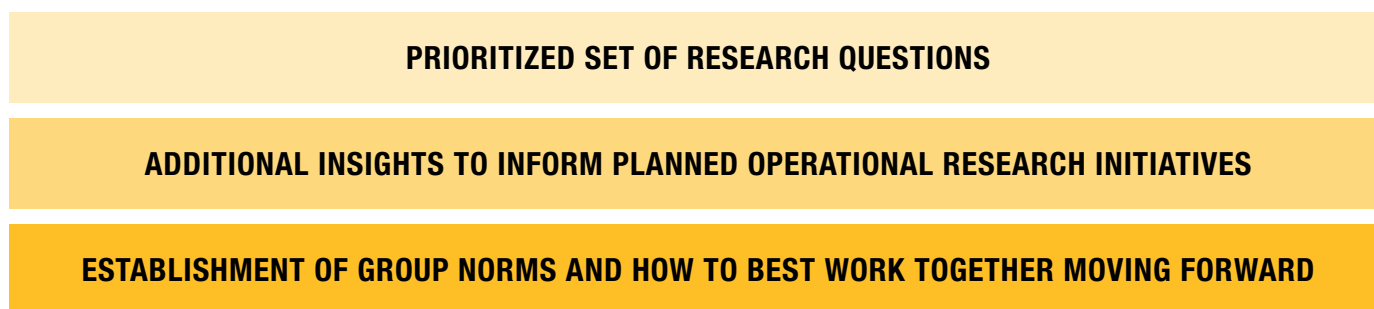 PRIORITIZED SET OF RESEARCH QUESTIONS
ADDITIONAL INSIGHTS TO INFORM PLANNED OPERATIONAL RESEARCH INITIATIVES
ESTABLISHMENT OF GROUP NORMS AND HOW TO BEST WORK TOGETHER MOVING FORWARD